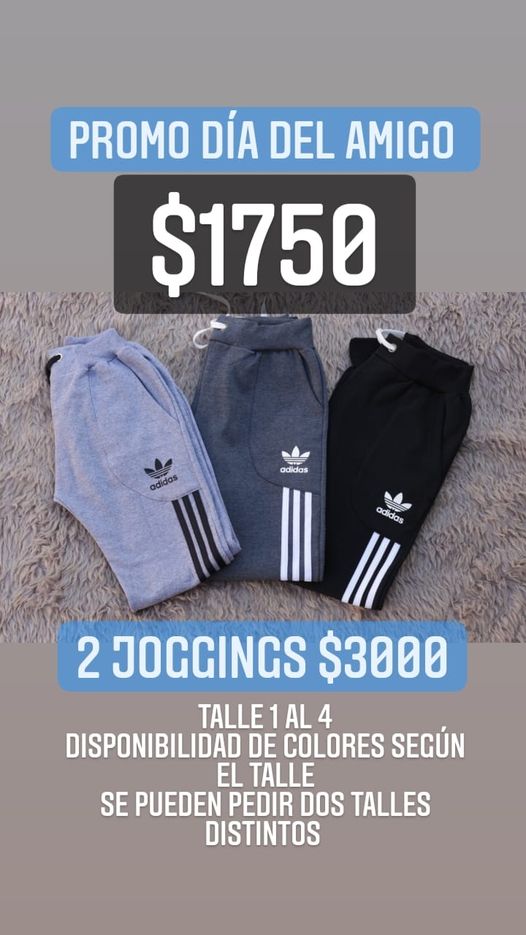 PROMO DÍA DEL AMIGO
$1750
adidas
adidas
adidas
2 JOGGINGS $3000
TALLE 1 AL 4
DISPONIBILIDAD DE COLORES SEGÚN
EL TALLE
SE PUEDEN PEDIR DOS TALLES
DISTINTOS